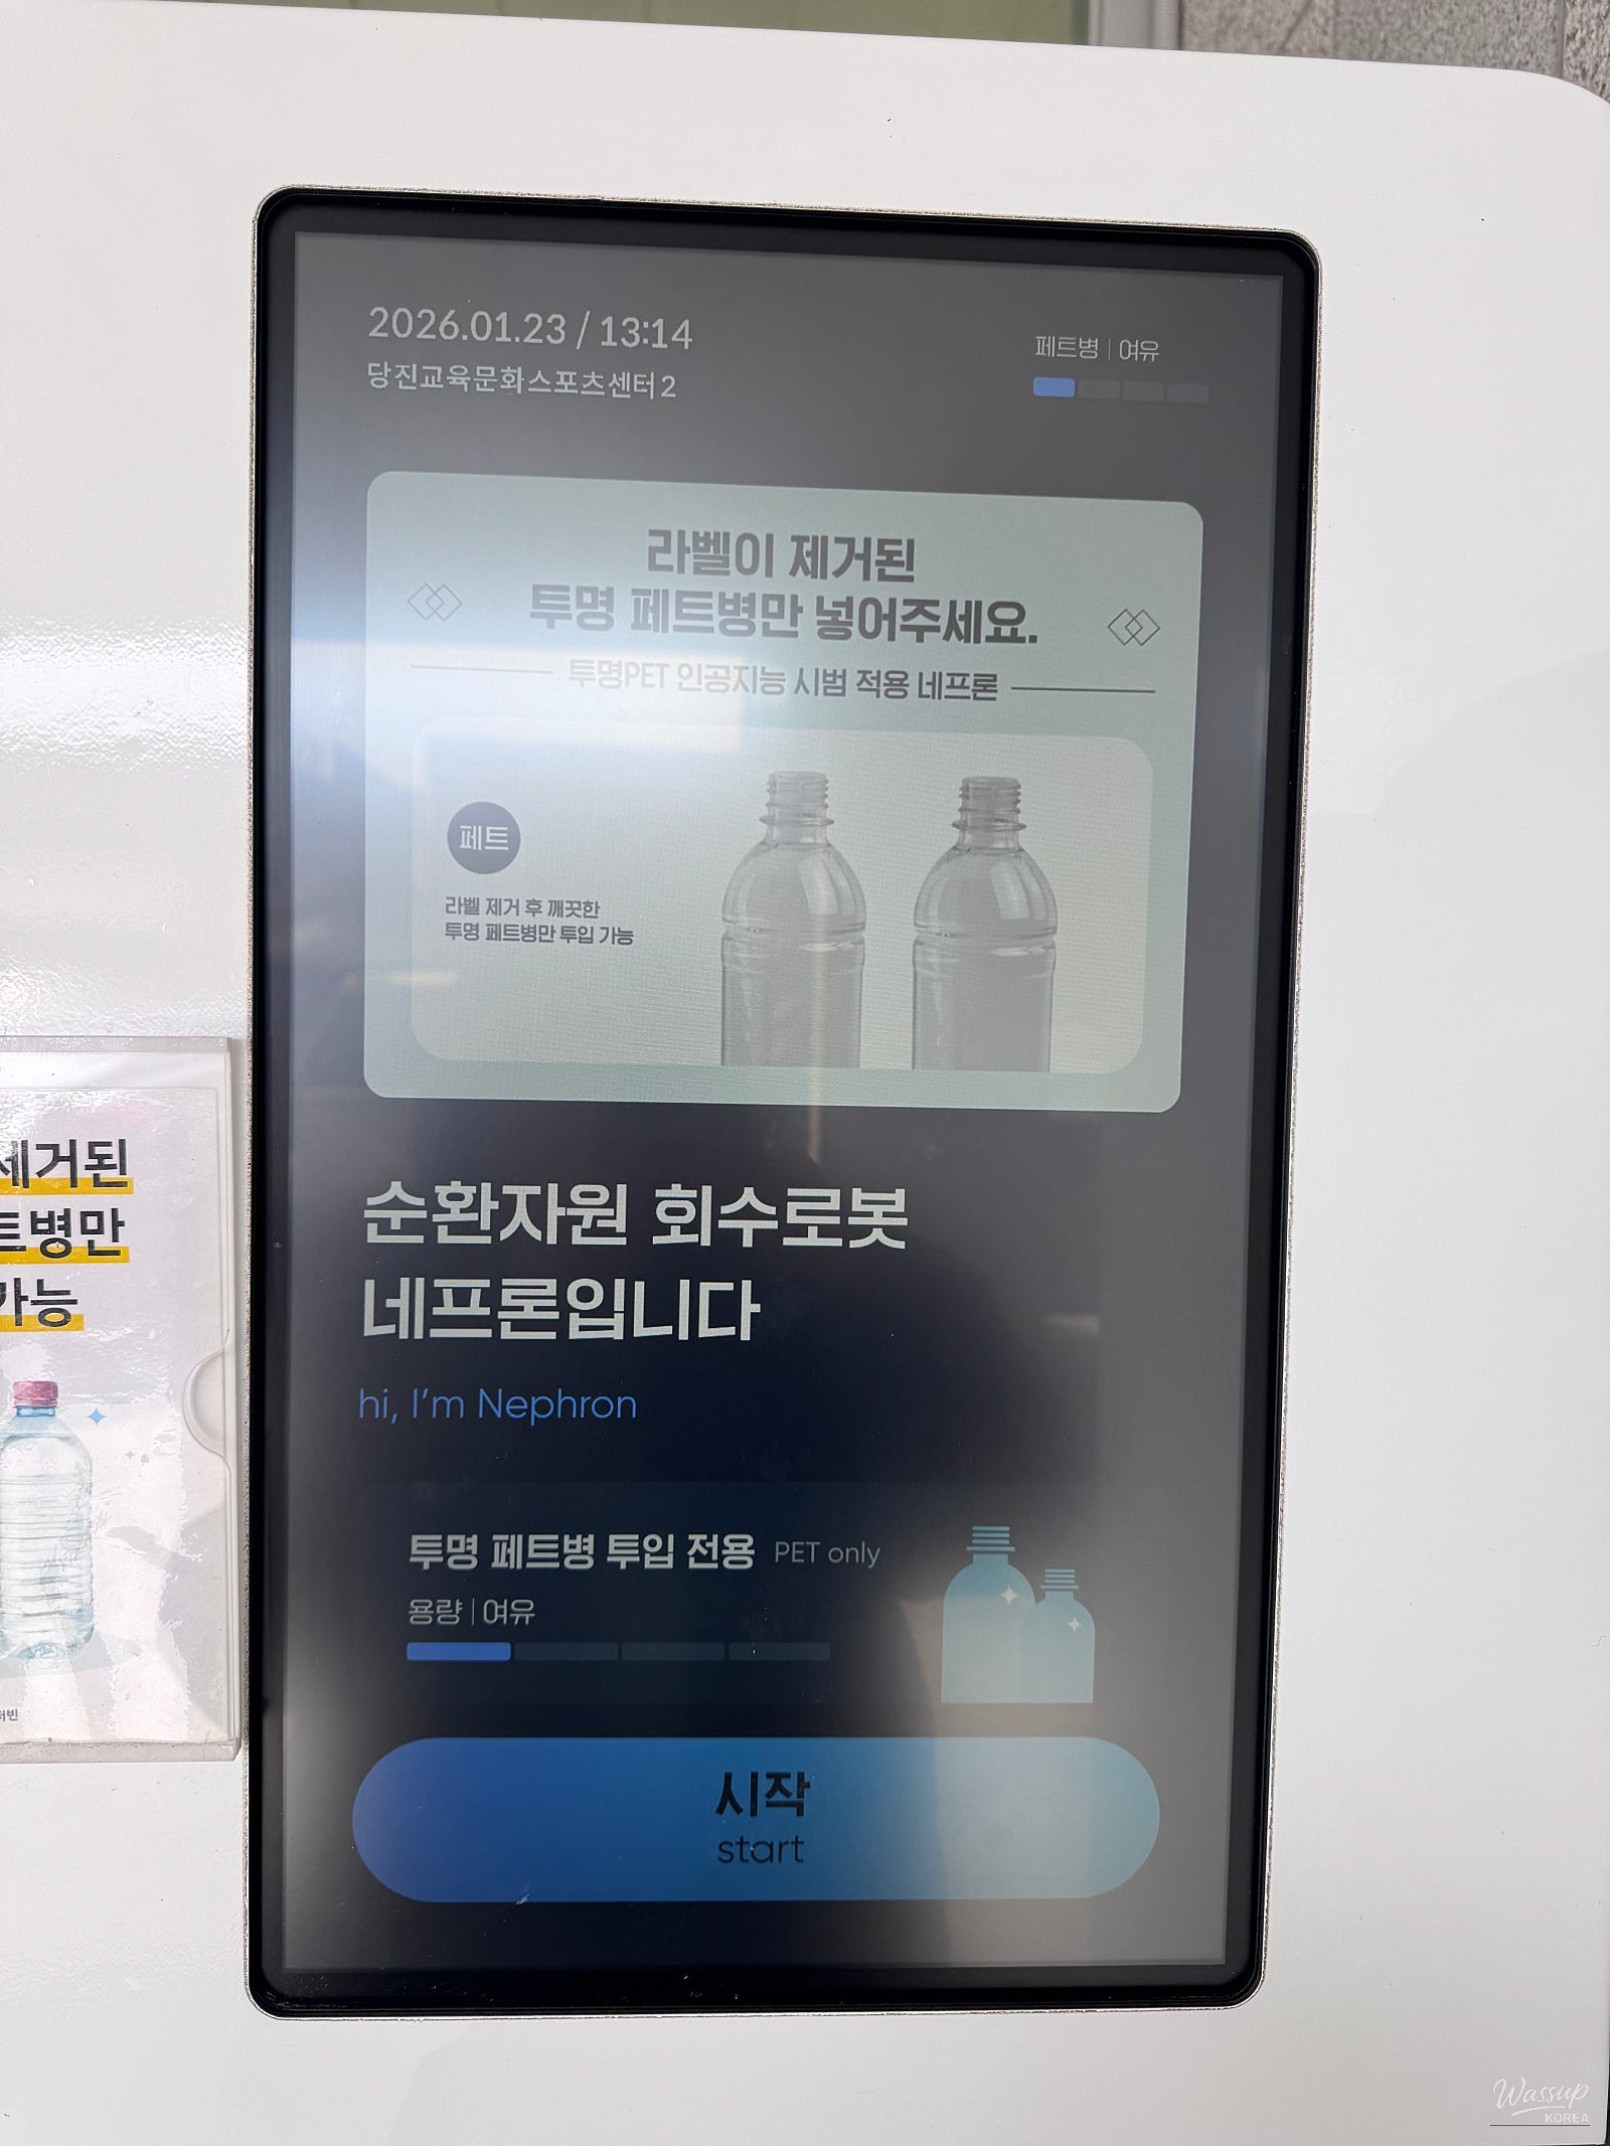 2026.01.23 / 13:14
당진교육문화스포츠센터 2
페트병 | 여유
라벨이 제거된
투명 페트병만 넣어주세요.
투명PET 인공지능 시범 적용 네프론
페트
라벨 제거 후 깨끗한
투명 페트병만 투입 가능
순환자원 회수로봇
네프론입니다
hi, I'm Nephron
투명 페트병 투입 전용 PET only
용량 | 여유
시작
start
제거된
트병만
가능
Wassup
KOREA